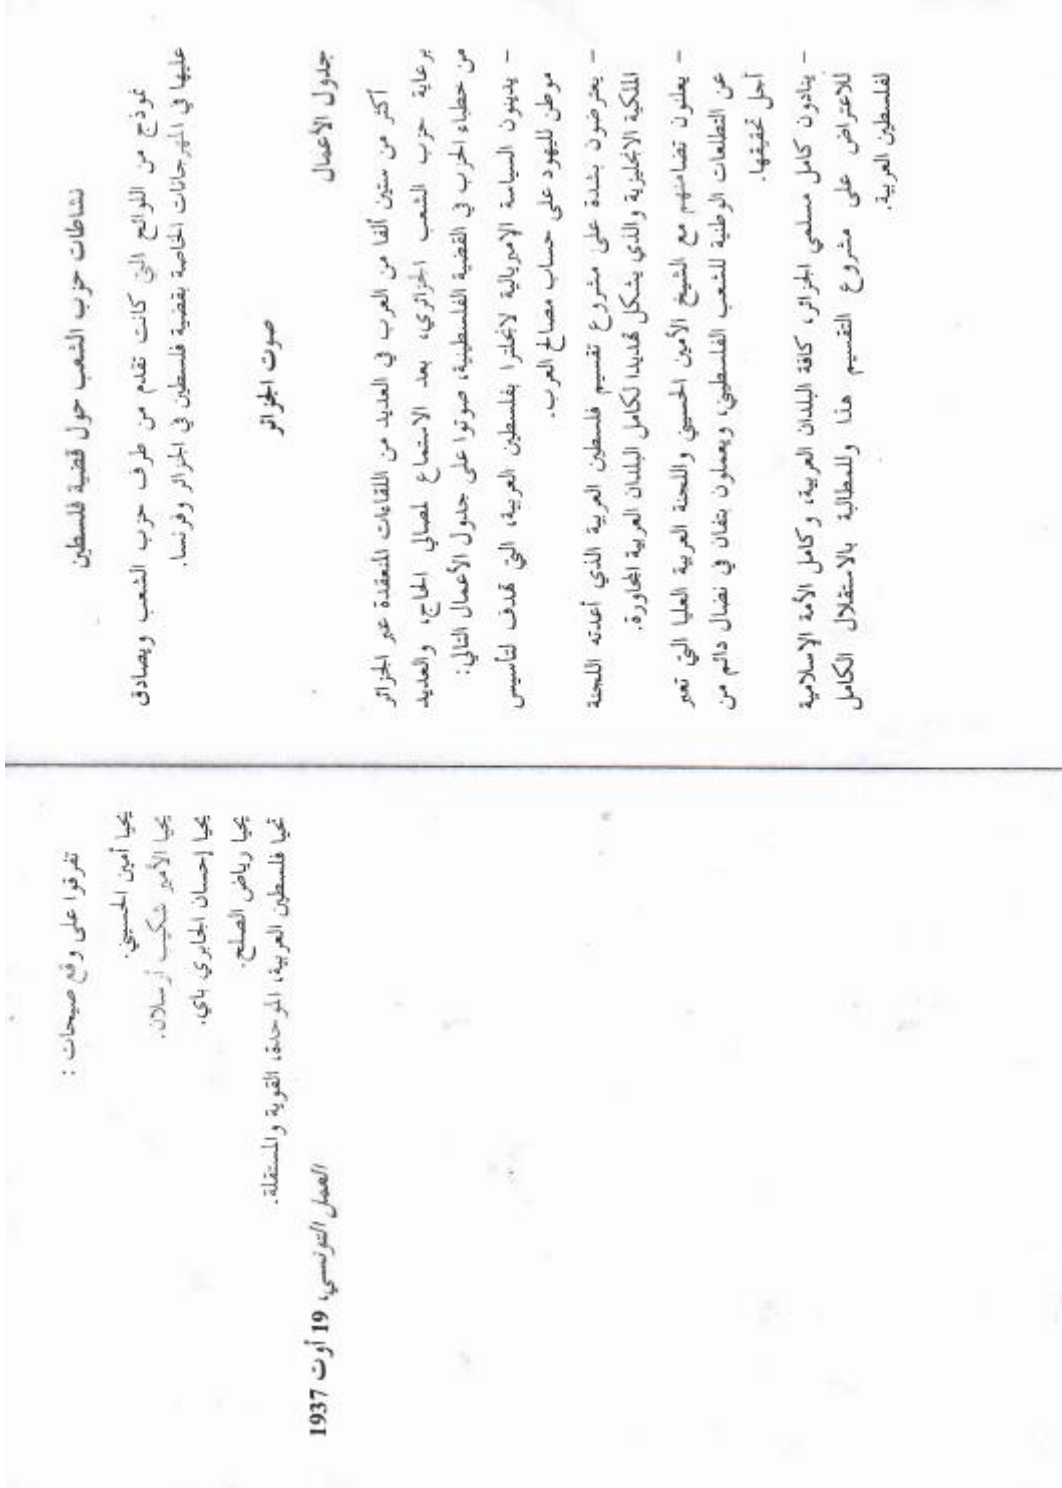 نشاطات حزب الشعب حول قضية فلسطين
نموذج من اللوائح التي كانت تقدم من طرف حزب الشعب ويصادق
عليها في المهرجانات الخاصة بقضية فلسطين في الجزائر وفرنسا.
صوت الجزائر
جدول الأعمال
أكثر من ستين ألفا من العرب في العديد من اللقاءات المنعقدة عبر الجزائر
برعاية حزب الشعب الجزائري، بعد الاستماع لمصالي الحاج، والعديد
من خطباء الحزب في القضية الفلسطينية، صوتوا على جدول الأعمال التالي:
– يدينون السياسة الإمبريالية لانجلترا بفلسطين العربية، التي تهدف لتأسيس
موطن لليهود على حساب مصالح العرب.
– يعترضون بشدة على مشروع تقسيم فلسطين العربية الذي أعدته اللجنة
الملكية الانجليزية والذي يشكل تهديدا لكامل البلدان العربية المجاورة.
– يعلنون تضامنهم مع الشيخ الأمين الحسيني واللجنة العربية العليا التي تعبر
عن التطلعات الوطنية للشعب الفلسطيني، ويعملون بتفان في نضال دائم من
أجل تحقيقها.
– ينادون كامل مسلمي الجزائر، كافة البلدان العربية، وكامل الأمة الإسلامية
للاعتراض على مشروع التقسيم هذا وللمطالبة بالاستقلال الكامل
لفلسطين العربية.
تفرقوا على وقع صيحات :
يحيا أمين الحسيني.
يحيا الأمير شكيب أرسلان.
يحيا إحسان الجابري باي.
يحيا رياض الصلح.
تحيا فلسطين العربية، الموحدة، القوية والمستقلة.
العمل التونسي، 19 أوت 1937